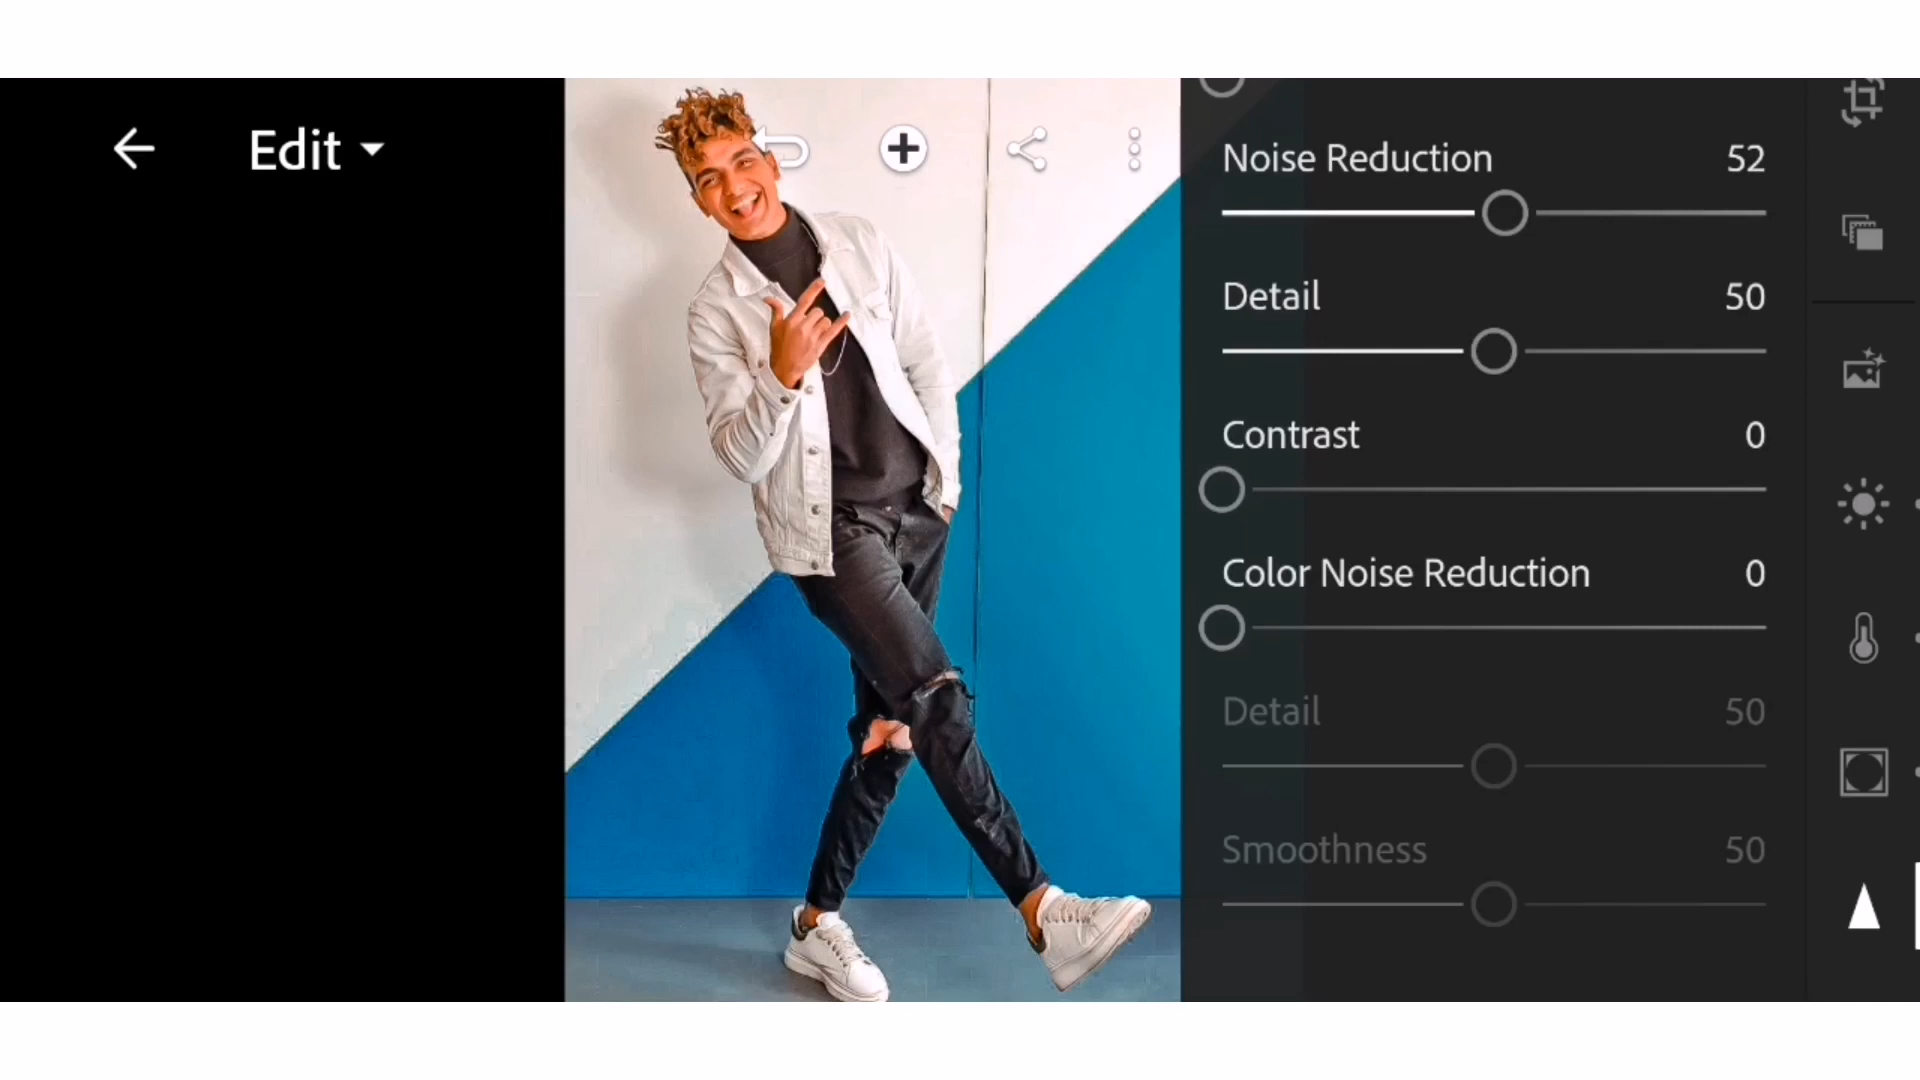 Edit
Noise Reduction 52
Detail 50
Contrast 0
Color Noise Reduction 0
Detail 50
Smoothness 50